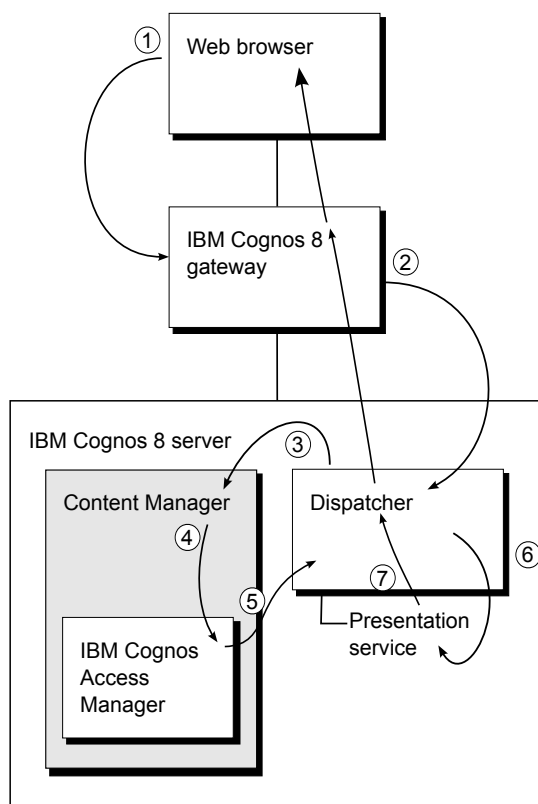 ①
Web browser
IBM Cognos 8
gateway
②
IBM Cognos 8 server
③
Content Manager
Dispatcher
④
⑥
⑦
⑤
Presentation
service
IBM Cognos
Access
Manager